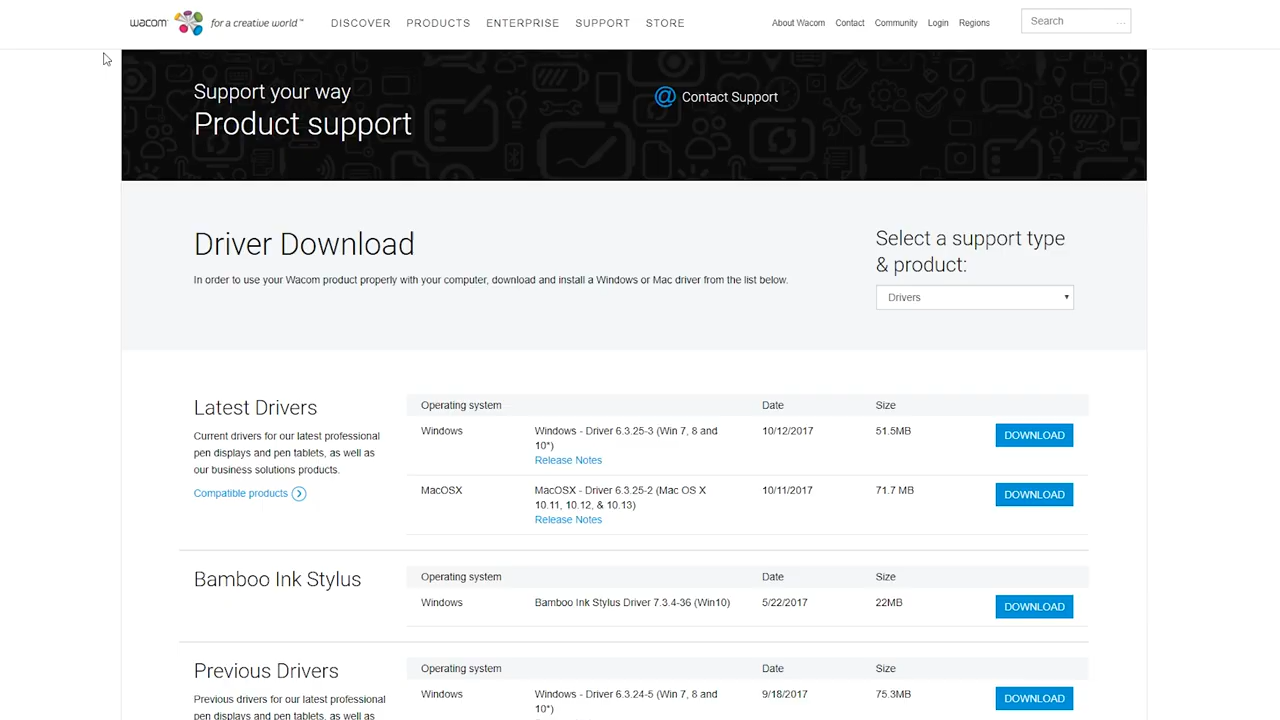 wacom for a creative world™ DISCOVER PRODUCTS ENTERPRISE SUPPORT STORE About Wacom Contact Community Login Regions Search ...
Support your way
Product support
@ Contact Support
Driver Download
In order to use your Wacom product properly with your computer, download and install a Windows or Mac driver from the list below.
Select a support type
& product:
Drivers
Latest Drivers
Current drivers for our latest professional
pen displays and pen tablets, as well as
our business solutions products.
Compatible products
Operating system Date Size
Windows Windows - Driver 6.3.25-3 (Win 7, 8 and 10/12/2017 51.5MB DOWNLOAD
10*)
Release Notes
MacOSX MacOSX - Driver 6.3.25-2 (Mac OS X 10/11/2017 71.7 MB DOWNLOAD
10.11, 10.12, & 10.13)
Release Notes
Bamboo Ink Stylus
Operating system Date Size
Windows Bamboo Ink Stylus Driver 7.3.4-36 (Win10) 5/22/2017 22MB DOWNLOAD
Previous Drivers
Previous drivers for our latest professional
pen displays and pen tablets, as well as
Operating system Date Size
Windows Windows - Driver 6.3.24-5 (Win 7, 8 and 9/18/2017 75.3MB DOWNLOAD
10*)